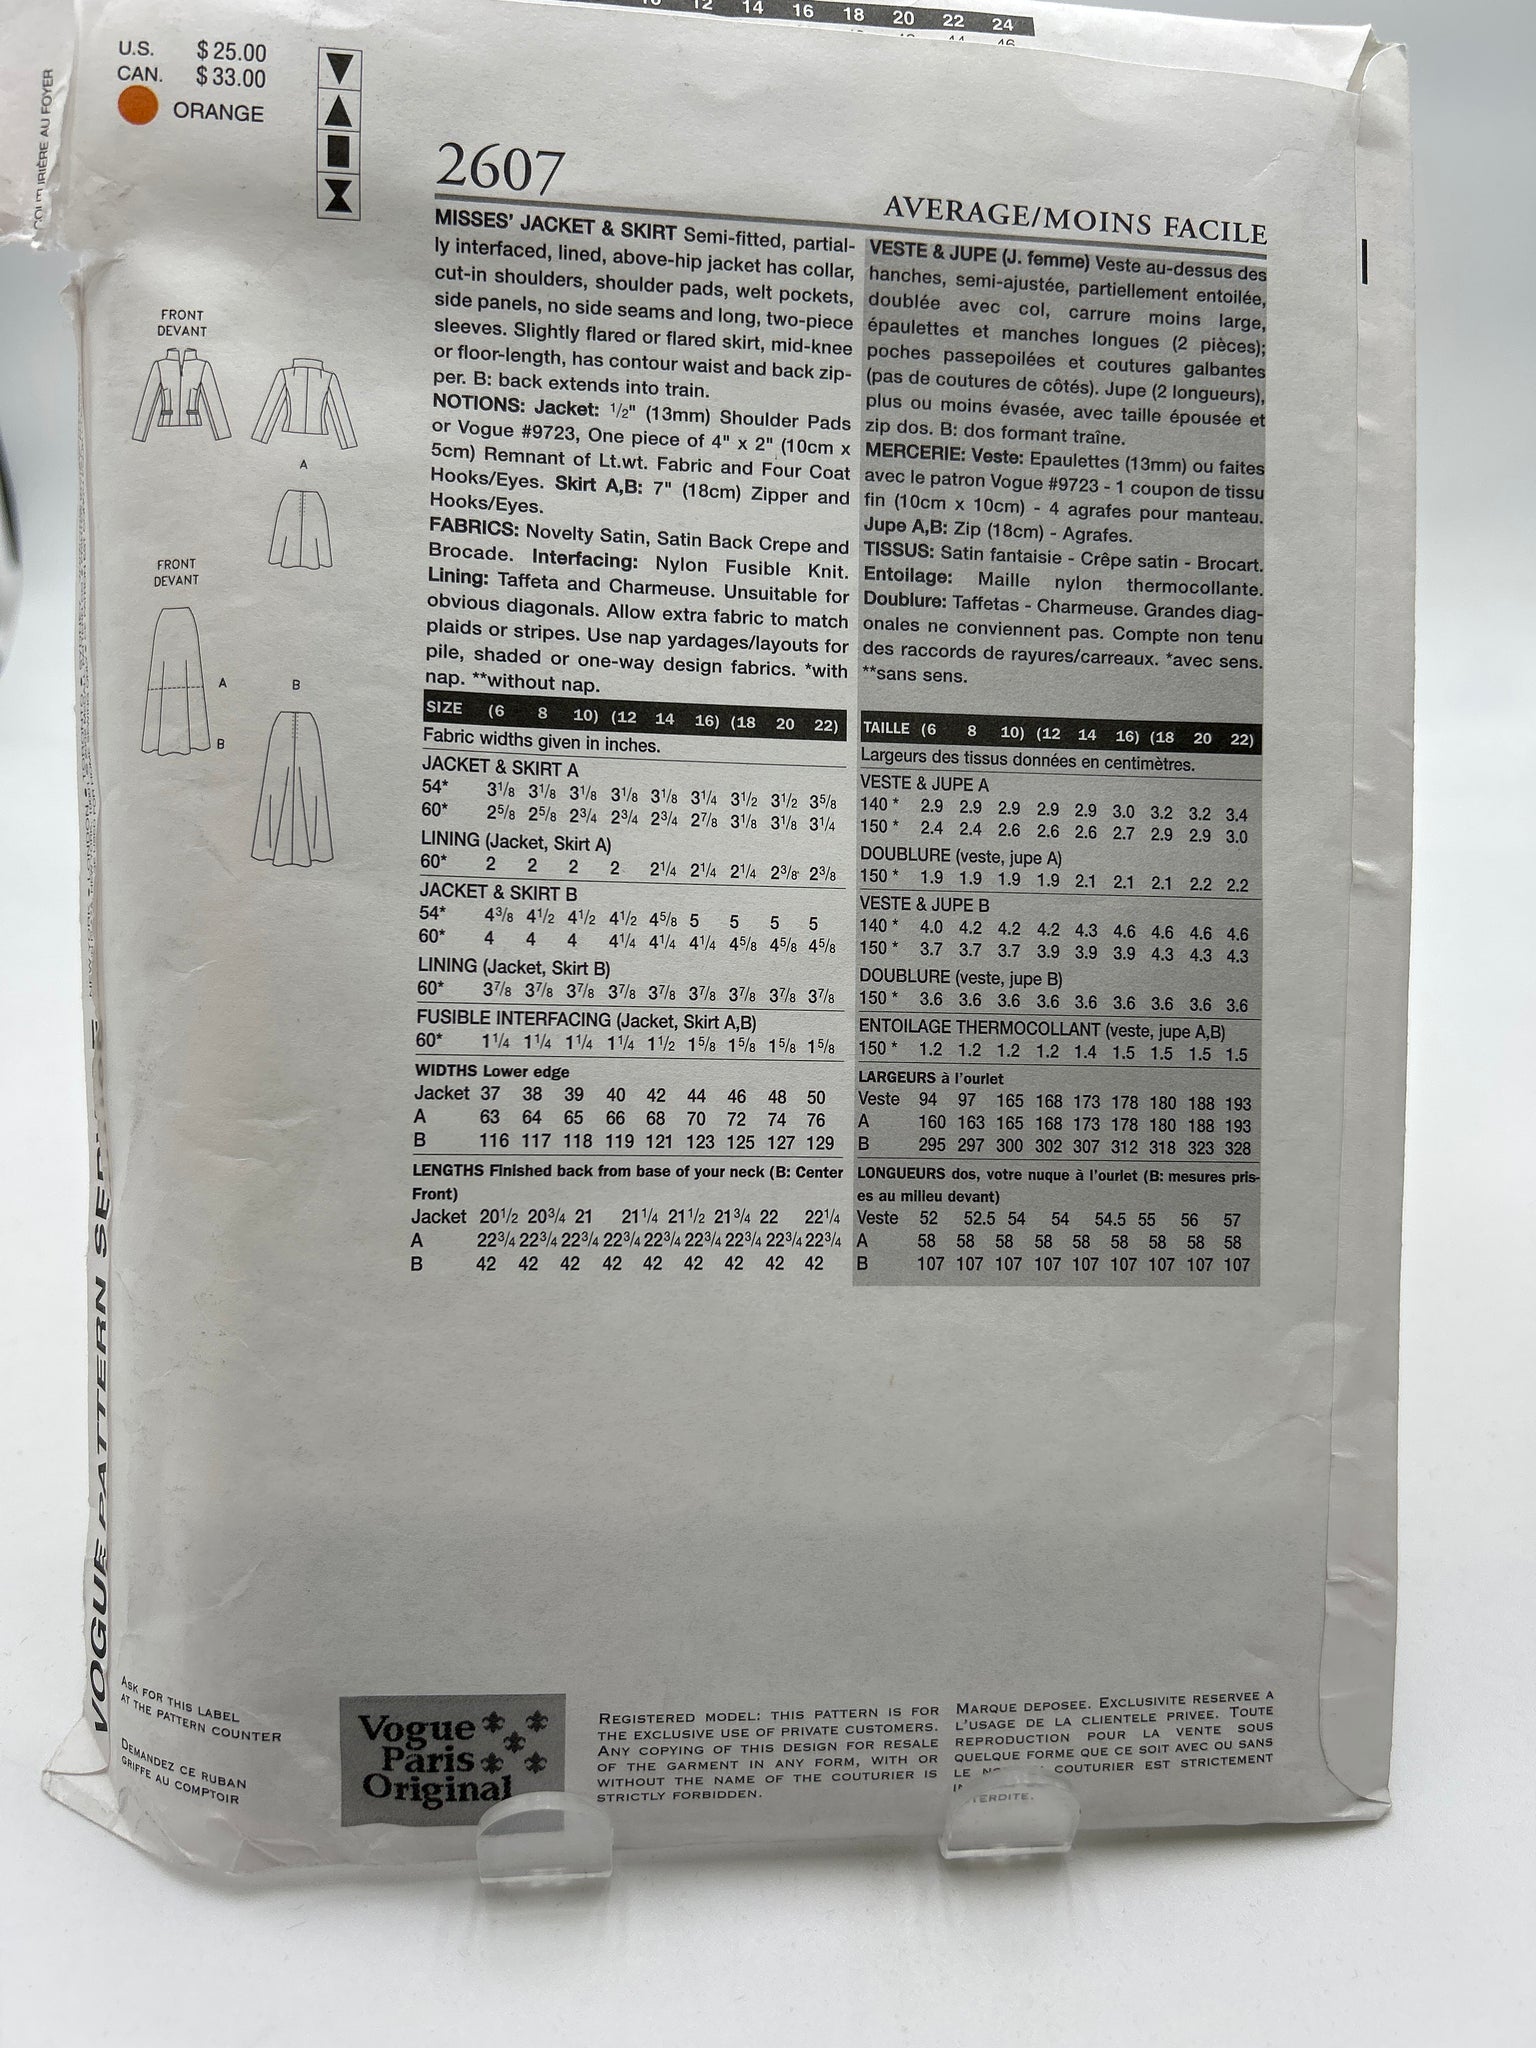 10 12 14 16 18 20 22 24
44 46
U.S. $ 25.00
CAN. $ 33.00
ORANGE
COUTURIÈRE AU FOYER
2607
AVERAGE/MOINS FACILE
MISSES' JACKET & SKIRT Semi-fitted, partial-
ly interfaced, lined, above-hip jacket has collar,
cut-in shoulders, shoulder pads, welt pockets,
side panels, no side seams and long, two-piece
sleeves. Slightly flared or flared skirt, mid-knee
or floor-length, has contour waist and back zip-
per. B: back extends into train.
NOTIONS: Jacket: 1/2" (13mm) Shoulder Pads
or Vogue #9723, One piece of 4" x 2" (10cm x
5cm) Remnant of Lt.wt. Fabric and Four Coat
Hooks/Eyes. Skirt A,B: 7" (18cm) Zipper and
Hooks/Eyes.
FABRICS: Novelty Satin, Satin Back Crepe and
Brocade. Interfacing: Nylon Fusible Knit.
Lining: Taffeta and Charmeuse. Unsuitable for
obvious diagonals. Allow extra fabric to match
plaids or stripes. Use nap yardages/layouts for
pile, shaded or one-way design fabrics. *with
nap. **without nap.
VESTE & JUPE (J. femme) Veste au-dessus des
hanches, semi-ajustée, partiellement entoilée,
doublée avec col, carrure moins large,
épaulettes et manches longues (2 pièces);
poches passepoilées et coutures galbantes
(pas de coutures de côtés). Jupe (2 longueurs),
plus ou moins évasée, avec taille épousée et
zip dos. B: dos formant traîne.
MERCERIE: Veste: Epaulettes (13mm) ou faites
avec le patron Vogue #9723 - 1 coupon de tissu
fin (10cm x 10cm) - 4 agrafes pour manteau.
Jupe A,B: Zip (18cm) - Agrafes.
TISSUS: Satin fantaisie - Crêpe satin - Brocart.
Entoilage: Maille nylon thermocollante.
Doublure: Taffetas - Charmeuse. Grandes diag-
onales ne conviennent pas. Compte non tenu
des raccords de rayures/carreaux. *avec sens.
**sans sens.
FRONT
DEVANT
A
FRONT
DEVANT
A
B
B
SIZE (6 8 10) (12 14 16) (18 20 22)
Fabric widths given in inches.
JACKET & SKIRT A
54* 3 1/8 3 1/8 3 1/8 3 1/8 3 1/8 3 1/4 3 1/2 3 1/2 3 5/8
60* 2 5/8 2 5/8 2 3/4 2 3/4 2 3/4 2 7/8 3 1/8 3 1/8 3 1/4
LINING (Jacket, Skirt A)
60* 2 2 2 2 2 1/4 2 1/4 2 1/4 2 3/8 2 3/8
JACKET & SKIRT B
54* 4 3/8 4 1/2 4 1/2 4 1/2 4 5/8 5 5 5 5
60* 4 4 4 4 1/4 4 1/4 4 1/4 4 5/8 4 5/8 4 5/8
LINING (Jacket, Skirt B)
60* 3 7/8 3 7/8 3 7/8 3 7/8 3 7/8 3 7/8 3 7/8 3 7/8 3 7/8
FUSIBLE INTERFACING (Jacket, Skirt A,B)
60* 1 1/4 1 1/4 1 1/4 1 1/4 1 1/2 1 5/8 1 5/8 1 5/8 1 5/8
WIDTHS Lower edge
Jacket 37 38 39 40 42 44 46 48 50
A 63 64 65 66 68 70 72 74 76
B 116 117 118 119 121 123 125 127 129
LENGTHS Finished back from base of your neck (B: Center
Front)
Jacket 20 1/2 20 3/4 21 21 1/4 21 1/2 21 3/4 22 22 1/4
A 22 3/4 22 3/4 22 3/4 22 3/4 22 3/4 22 3/4 22 3/4 22 3/4 22 3/4
B 42 42 42 42 42 42 42 42 42
TAILLE (6 8 10) (12 14 16) (18 20 22)
Largeurs des tissus données en centimètres.
VESTE & JUPE A
140 * 2.9 2.9 2.9 2.9 2.9 3.0 3.2 3.2 3.4
150 * 2.4 2.4 2.6 2.6 2.6 2.7 2.9 2.9 3.0
DOUBLURE (veste, jupe A)
150 * 1.9 1.9 1.9 1.9 2.1 2.1 2.1 2.2 2.2
VESTE & JUPE B
140 * 4.0 4.2 4.2 4.2 4.3 4.6 4.6 4.6 4.6
150 * 3.7 3.7 3.7 3.9 3.9 3.9 4.3 4.3 4.3
DOUBLURE (veste, jupe B)
150 * 3.6 3.6 3.6 3.6 3.6 3.6 3.6 3.6 3.6
ENTOILAGE THERMOCOLLANT (veste, jupe A,B)
150 * 1.2 1.2 1.2 1.2 1.4 1.5 1.5 1.5 1.5
LARGEURS à l'ourlet
Veste 94 97 165 168 173 178 180 188 193
A 160 163 165 168 173 178 180 188 193
B 295 297 300 302 307 312 318 323 328
LONGUEURS dos, votre nuque à l'ourlet (B: mesures pris-
es au milieu devant)
Veste 52 52.5 54 54 54.5 55 56 57
A 58 58 58 58 58 58 58 58 58
B 107 107 107 107 107 107 107 107 107
VOGUE PATTERN
ASK FOR THIS LABEL
AT THE PATTERN COUNTER
DEMANDEZ CE RUBAN
GRIFFE AU COMPTOIR
Vogue
Paris
Original
REGISTERED MODEL: THIS PATTERN IS FOR
THE EXCLUSIVE USE OF PRIVATE CUSTOMERS.
ANY COPYING OF THIS DESIGN FOR RESALE
OF THE GARMENT IN ANY FORM, WITH OR
WITHOUT THE NAME OF THE COUTURIER IS
STRICTLY FORBIDDEN.
MARQUE DEPOSEE. EXCLUSIVITE RESERVEE A
L'USAGE DE LA CLIENTELE PRIVEE. TOUTE
REPRODUCTION POUR LA VENTE SOUS
QUELQUE FORME QUE CE SOIT AVEC OU SANS
LE COUTURIER EST STRICTEMENT
INTERDITE.